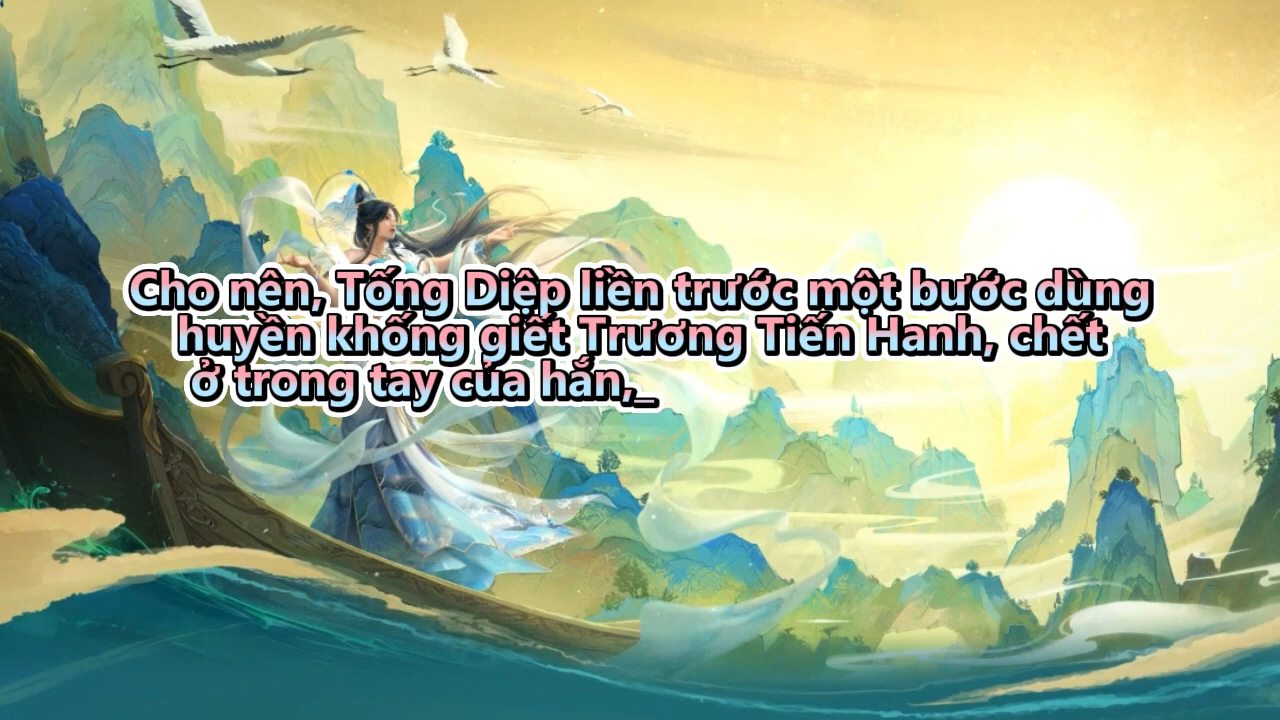 Cho nên, Tống Diệp liền trước một bước dùng
huyền khống giết Trương Tiến Hanh, chết
ở trong tay của hắn,_